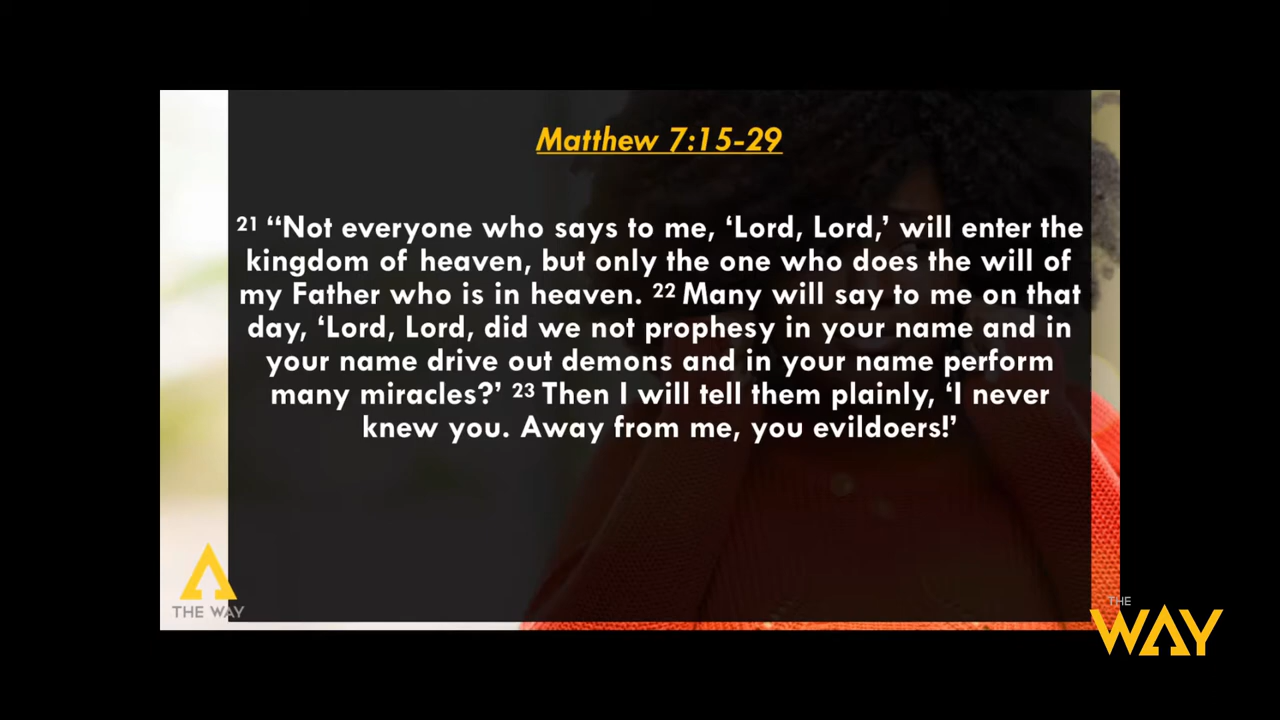 Matthew 7:15-29
21 “Not everyone who says to me, ‘Lord, Lord,’ will enter the
kingdom of heaven, but only the one who does the will of
my Father who is in heaven. 22 Many will say to me on that
day, ‘Lord, Lord, did we not prophesy in your name and in
your name drive out demons and in your name perform
many miracles?’ 23 Then I will tell them plainly, ‘I never
knew you. Away from me, you evildoers!’
THE WAY
THE
WAY